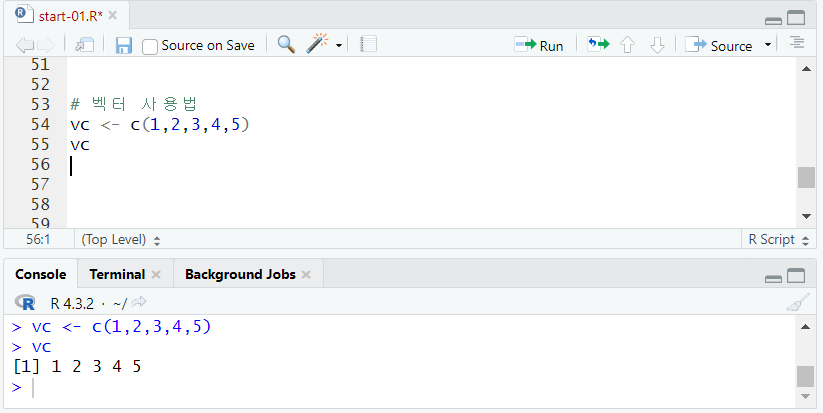 start-01.R*
Source on Save
Run
Source
51
52
53 # 벡터 사용법
54 vc <- c(1,2,3,4,5)
55 vc
56
57
58
59
56:1 (Top Level) R Script
Console Terminal Background Jobs
R 4.3.2 · ~/
> vc <- c(1,2,3,4,5)
> vc
[1] 1 2 3 4 5
>